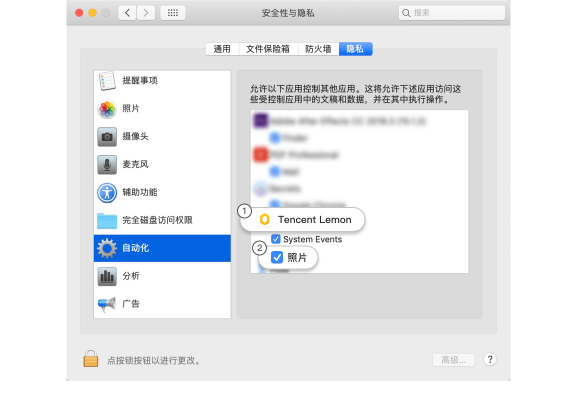 安全性与隐私
搜索
通用 文件保险箱 防火墙 隐私
提醒事项
照片
摄像头
麦克风
辅助功能
完全磁盘访问权限
自动化
分析
广告
允许以下应用控制其他应用。这将允许下述应用访问这
些受控制应用中的文稿和数据，并在其中执行操作。
Finder
PDF Professional
Mail
Secrets
Google Chrome
1
Tencent Lemon
System Events
2
照片
点按锁按钮以进行更改。
高级...
?